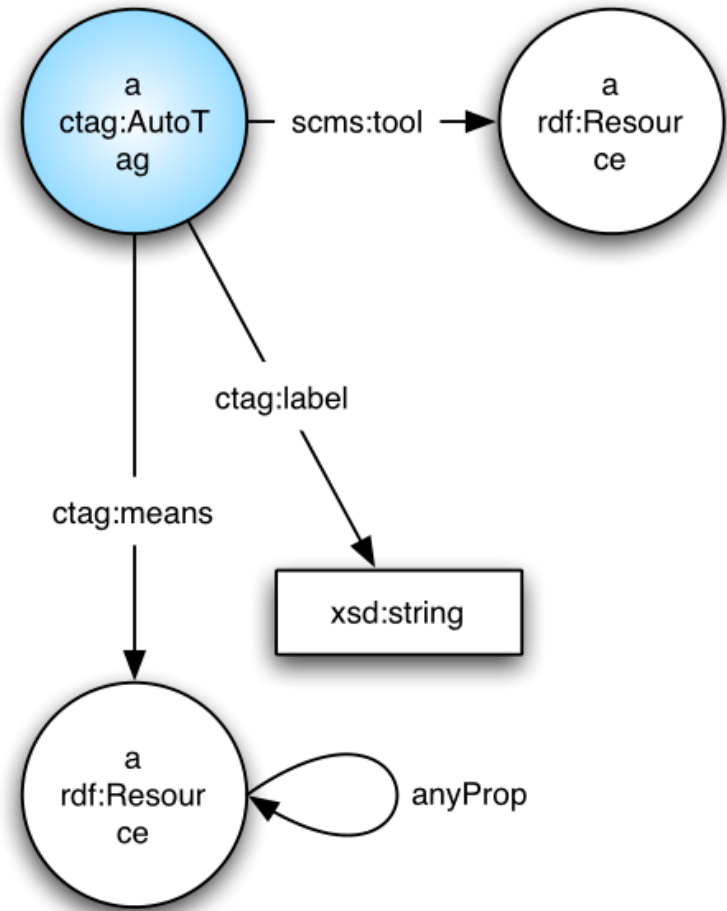 a
ctag:AutoT
ag
scms:tool
a
rdf:Resour
ce
ctag:label
ctag:means
xsd:string
a
rdf:Resour
ce
anyProp